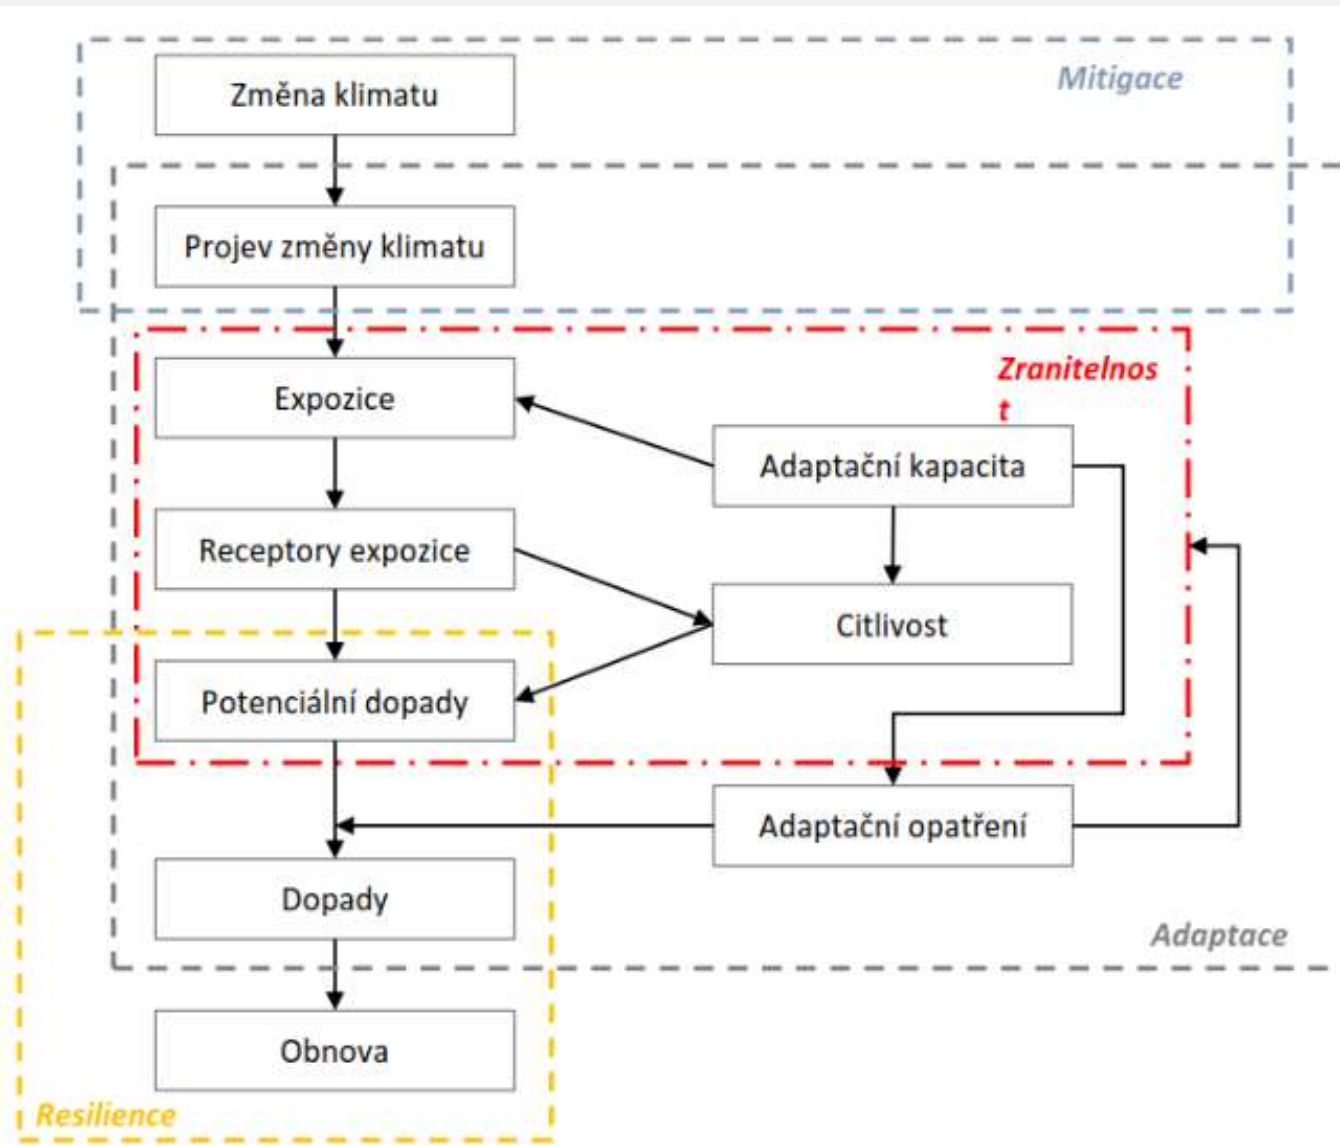 Změna klimatu
Mitigace
Projev změny klimatu
Zranitelnos
t
Expozice
Adaptační kapacita
Receptory expozice
Citlivost
Potenciální dopady
Adaptační opatření
Dopady
Adaptace
Obnova
Resilience